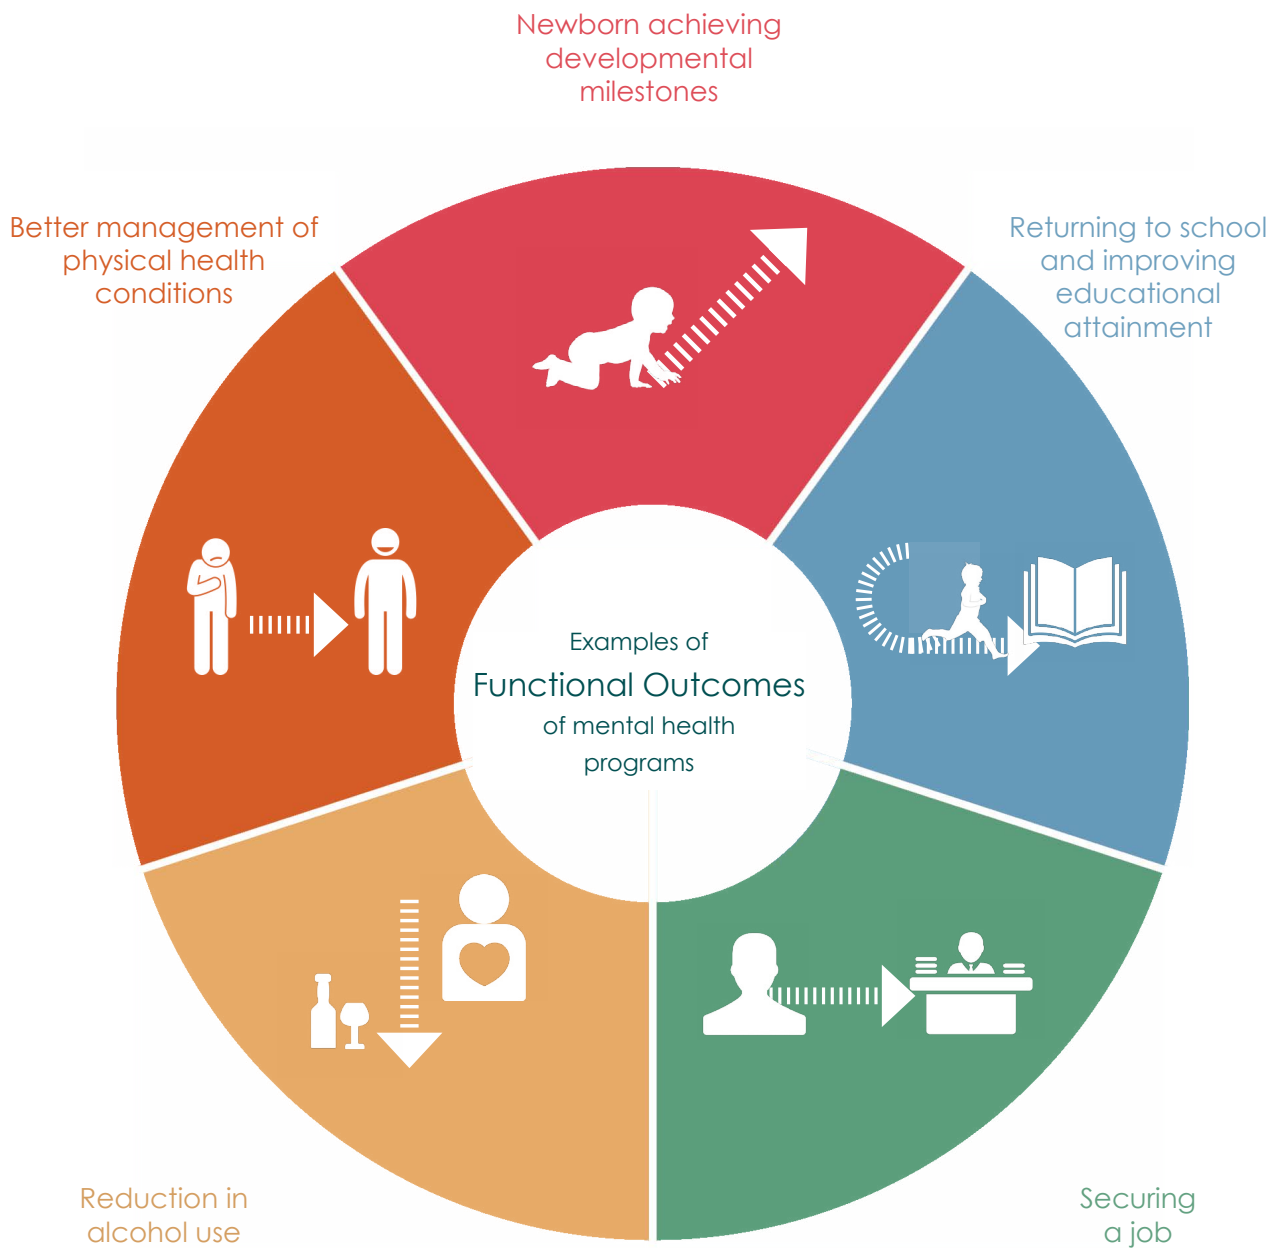 Newborn achieving
developmental
milestones
Better management of
physical health
conditions
Returning to school
and improving
educational
attainment
Examples of
Functional Outcomes
of mental health
programs
Reduction in
alcohol use
Securing
a job